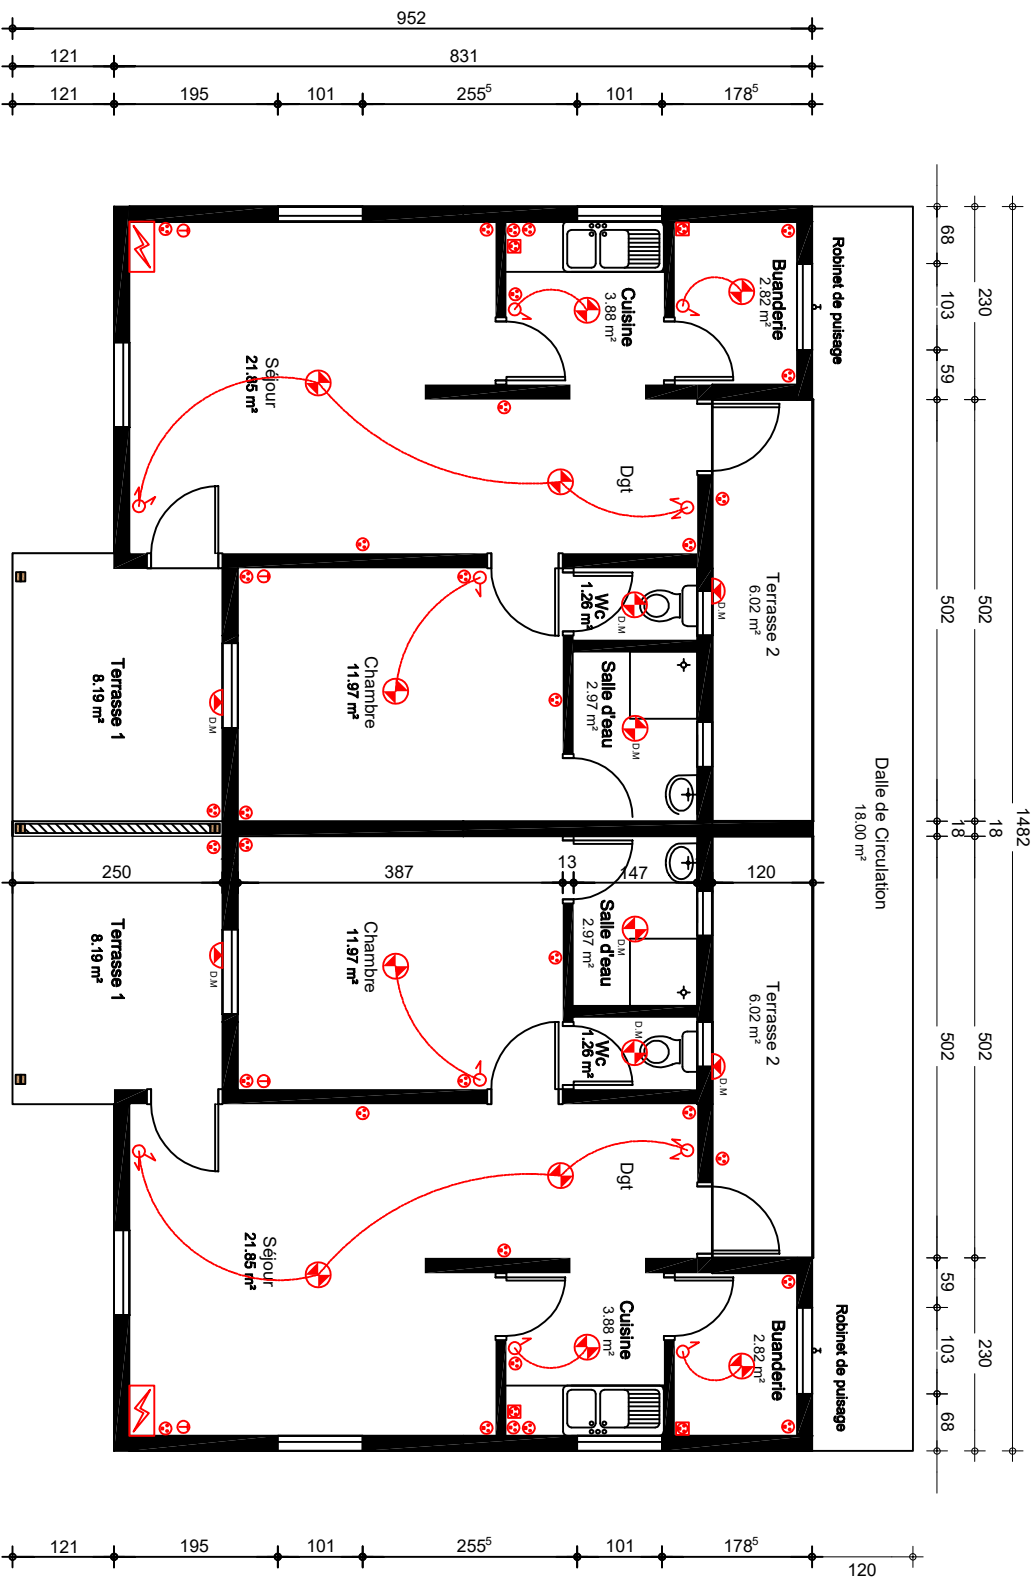 952
121
831
121
195
101
255⁵
101
178⁵
Robinet de puisage
Buanderie
2.82 m²
Cuisine
3.88 m²
Séjour
21.85 m²
Dgt
Terrasse 2
6.02 m²
D.M
Wc
1.26 m²
D.M
Salle d'eau
2.97 m²
D.M
Chambre
11.97 m²
Terrasse 1
8.19 m²
D.M
Dalle de Circulation
18.00 m²
68
103
59
230
502
502
18
18
1482
502
502
59
103
68
230
250
387
13
147
120
Terrasse 1
8.19 m²
D.M
Chambre
11.97 m²
Salle d'eau
2.97 m²
D.M
Wc
1.26 m²
D.M
Terrasse 2
6.02 m²
D.M
Dgt
Séjour
21.85 m²
Cuisine
3.88 m²
Buanderie
2.82 m²
Robinet de puisage
121
195
101
255⁵
101
178⁵
120